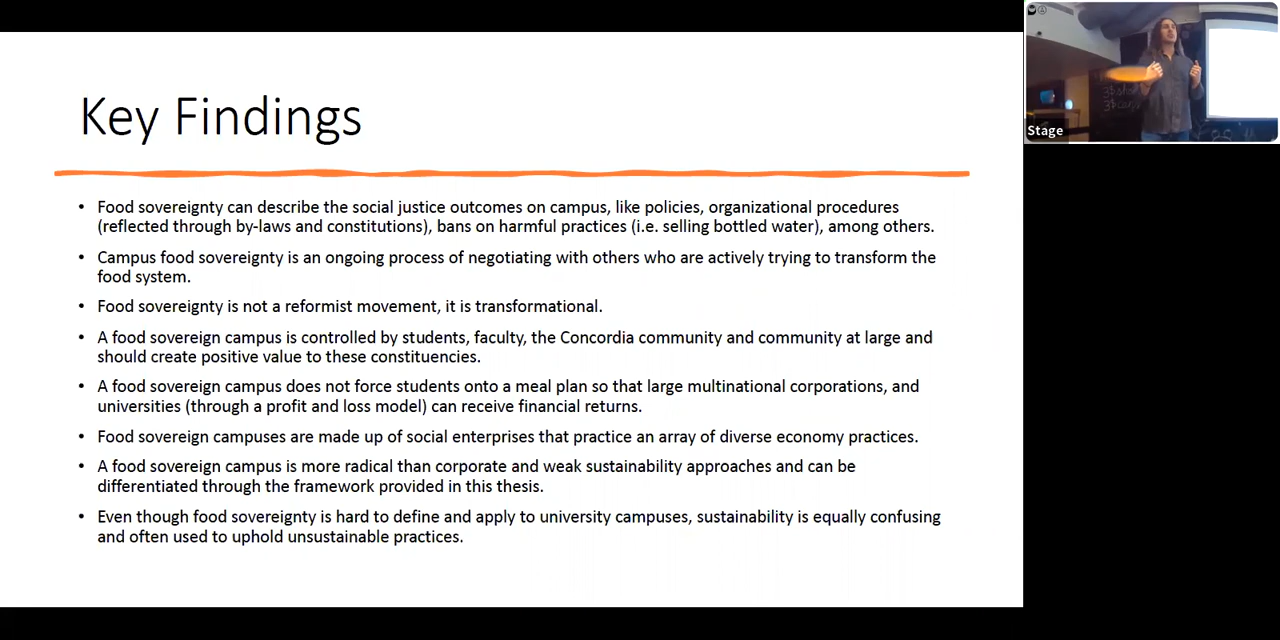 Key Findings
• Food sovereignty can describe the social justice outcomes on campus, like policies, organizational procedures
(reflected through by-laws and constitutions), bans on harmful practices (i.e. selling bottled water), among others.
• Campus food sovereignty is an ongoing process of negotiating with others who are actively trying to transform the
food system.
• Food sovereignty is not a reformist movement, it is transformational.
• A food sovereign campus is controlled by students, faculty, the Concordia community and community at large and
should create positive value to these constituencies.
• A food sovereign campus does not force students onto a meal plan so that large multinational corporations, and
universities (through a profit and loss model) can receive financial returns.
• Food sovereign campuses are made up of social enterprises that practice an array of diverse economy practices.
• A food sovereign campus is more radical than corporate and weak sustainability approaches and can be
differentiated through the framework provided in this thesis.
• Even though food sovereignty is hard to define and apply to university campuses, sustainability is equally confusing
and often used to uphold unsustainable practices.
Stage